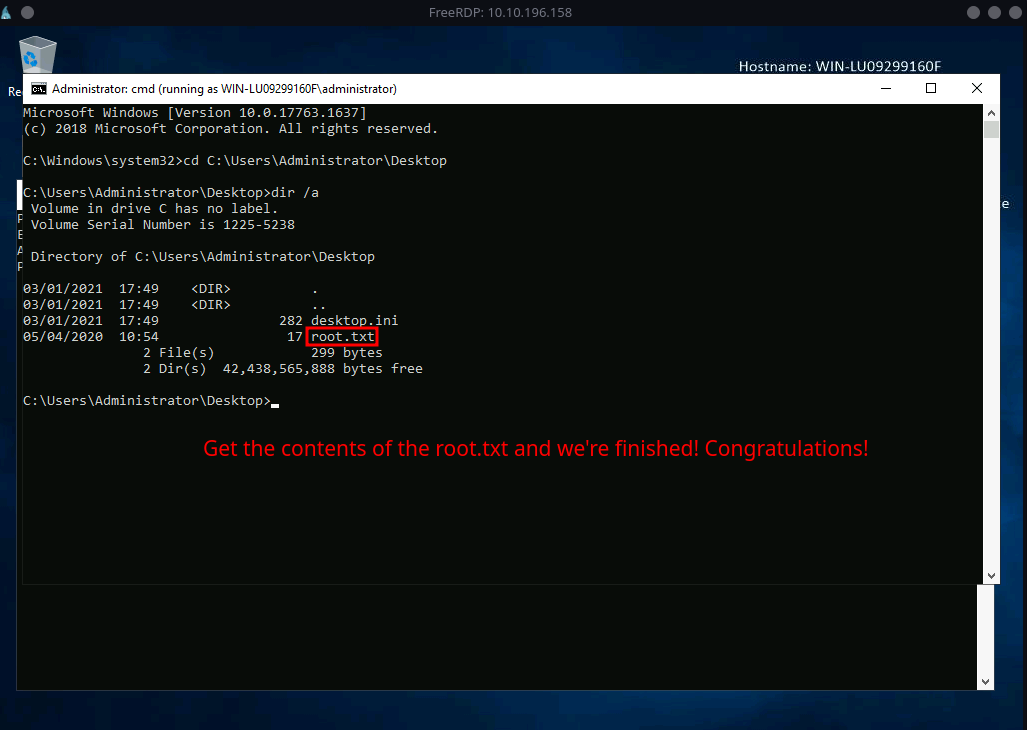 FreeRDP: 10.10.196.158
Hostname: WIN-LU09299160F
Re
Administrator: cmd (running as WIN-LU09299160F\administrator)
Microsoft Windows [Version 10.0.17763.1637]
(c) 2018 Microsoft Corporation. All rights reserved.
C:\Windows\system32>cd C:\Users\Administrator\Desktop
C:\Users\Administrator\Desktop>dir /a
 Volume in drive C has no label.
 Volume Serial Number is 1225-5238
 Directory of C:\Users\Administrator\Desktop
03/01/2021  17:49    <DIR>          .
03/01/2021  17:49    <DIR>          ..
03/01/2021  17:49               282 desktop.ini
05/04/2020  10:54                17 root.txt
               2 File(s)            299 bytes
               2 Dir(s)  42,438,565,888 bytes free
C:\Users\Administrator\Desktop>
e
Get the contents of the root.txt and we're finished! Congratulations!